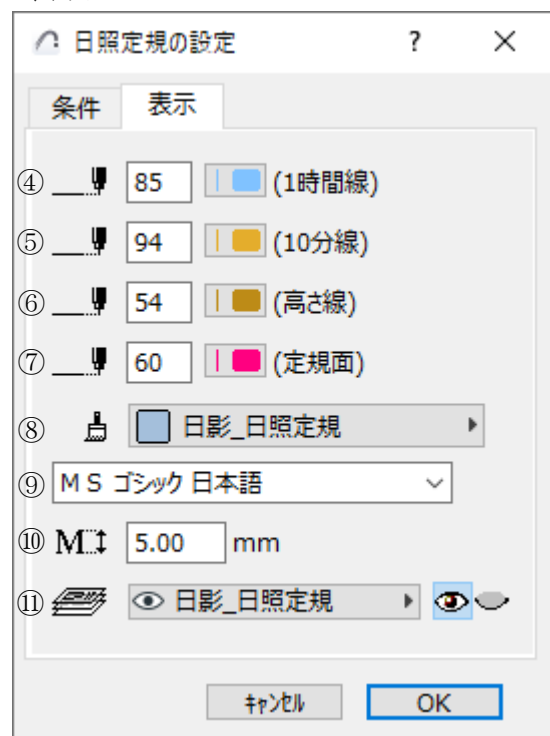 日照定規の設定 ?
条件 表示
④ 85 (1時間線)
⑤ 94 (10分線)
⑥ 54 (高さ線)
⑦ 60 (定規面)
⑧ 日影_日照定規
⑨ ＭＳ ゴシック 日本語
⑩ M 5.00 mm
⑪ 日影_日照定規
ｷｬﾝｾﾙ OK